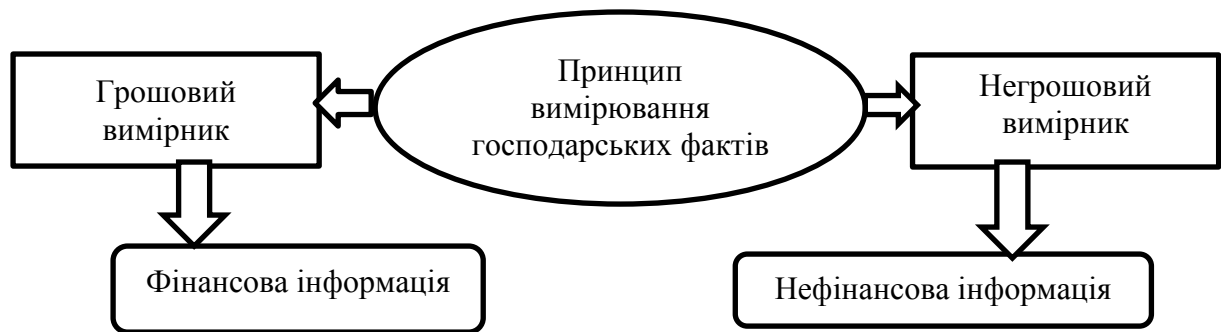 Грошовий
вимірник
Принцип
вимірювання
господарських фактів
Негрошовий
вимірник
Фінансова інформація
Нефінансова інформація